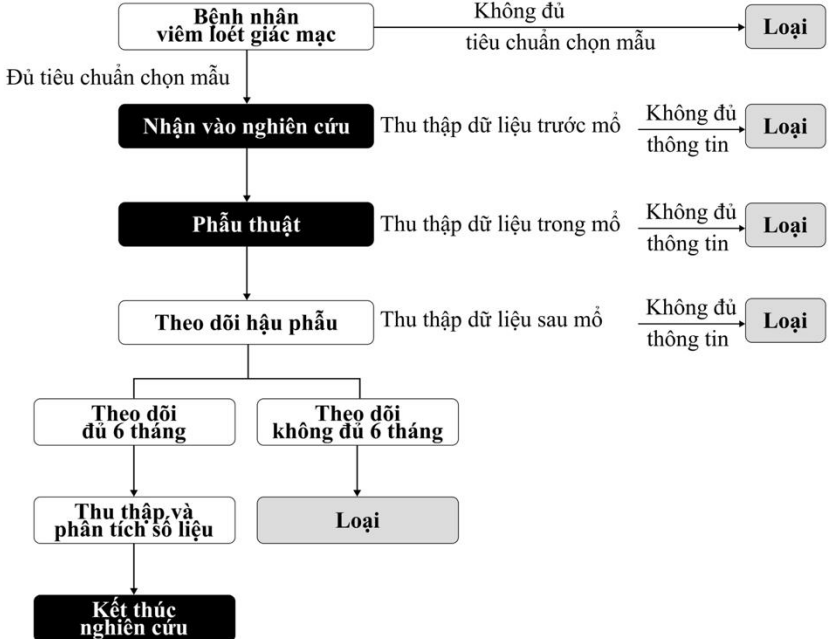 Bệnh nhân
viêm loét giác mạc
Không đủ
tiêu chuẩn chọn mẫu
Loại
Đủ tiêu chuẩn chọn mẫu
Nhận vào nghiên cứu
Thu thập dữ liệu trước mổ
Không đủ
thông tin
Loại
Phẫu thuật
Thu thập dữ liệu trong mổ
Không đủ
thông tin
Loại
Theo dõi hậu phẫu
Thu thập dữ liệu sau mổ
Không đủ
thông tin
Loại
Theo dõi
đủ 6 tháng
Theo dõi
không đủ 6 tháng
Thu thập và
phân tích số liệu
Loại
Kết thúc
nghiên cứu